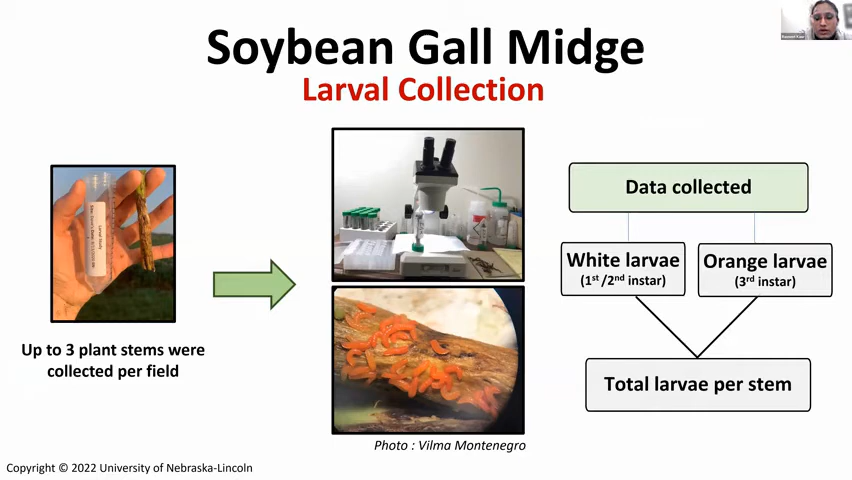 Soybean Gall Midge
Larval Collection
Larval Study
Up to 3 plant stems were
collected per field
Photo : Vilma Montenegro
Data collected
White larvae
(1st/2nd instar)
Orange larvae
(3rd instar)
Total larvae per stem
Copyright © 2022 University of Nebraska-Lincoln